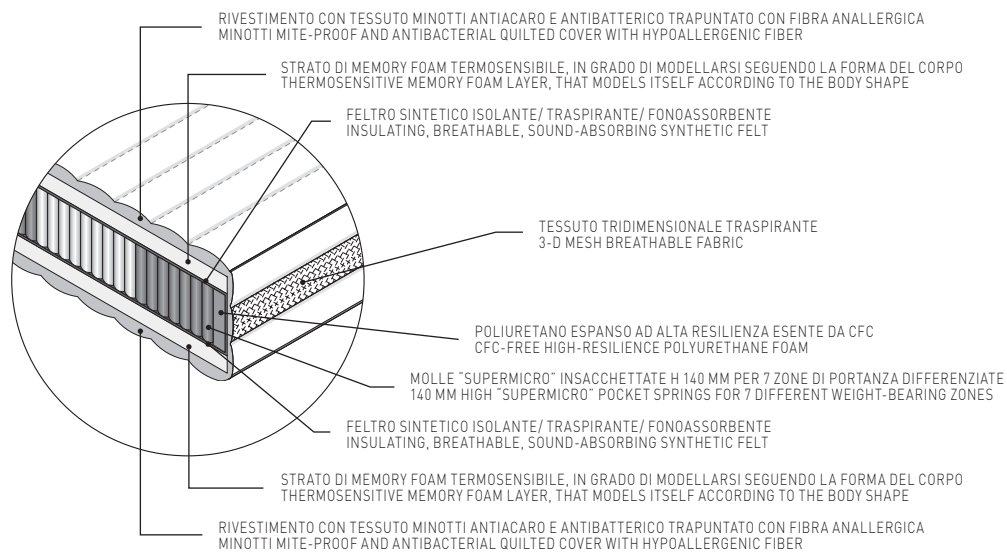 RIVESTIMENTO CON TESSUTO MINOTTI ANTIACARO E ANTIBATTERICO TRAPUNTATO CON FIBRA ANALLERGICA
MINOTTI MITE-PROOF AND ANTIBACTERIAL QUILTED COVER WITH HYPOALLERGENIC FIBER
STRATO DI MEMORY FOAM TERMOSENSIBILE, IN GRADO DI MODELLARSI SEGUENDO LA FORMA DEL CORPO
THERMOSENSITIVE MEMORY FOAM LAYER, THAT MODELS ITSELF ACCORDING TO THE BODY SHAPE
FELTRO SINTETICO ISOLANTE/ TRASPIRANTE/ FONOASSORBENTE
INSULATING, BREATHABLE, SOUND-ABSORBING SYNTHETIC FELT
TESSUTO TRIDIMENSIONALE TRASPIRANTE
3-D MESH BREATHABLE FABRIC
POLIURETANO ESPANSO AD ALTA RESILIENZA ESENTE DA CFC
CFC-FREE HIGH-RESILIENCE POLYURETHANE FOAM
MOLLE "SUPERMICRO" INSACCHETTATE H 140 MM PER 7 ZONE DI PORTANZA DIFFERENZIATE
140 MM HIGH "SUPERMICRO" POCKET SPRINGS FOR 7 DIFFERENT WEIGHT-BEARING ZONES
FELTRO SINTETICO ISOLANTE/ TRASPIRANTE/ FONOASSORBENTE
INSULATING, BREATHABLE, SOUND-ABSORBING SYNTHETIC FELT
STRATO DI MEMORY FOAM TERMOSENSIBILE, IN GRADO DI MODELLARSI SEGUENDO LA FORMA DEL CORPO
THERMOSENSITIVE MEMORY FOAM LAYER, THAT MODELS ITSELF ACCORDING TO THE BODY SHAPE
RIVESTIMENTO CON TESSUTO MINOTTI ANTIACARO E ANTIBATTERICO TRAPUNTATO CON FIBRA ANALLERGICA
MINOTTI MITE-PROOF AND ANTIBACTERIAL QUILTED COVER WITH HYPOALLERGENIC FIBER